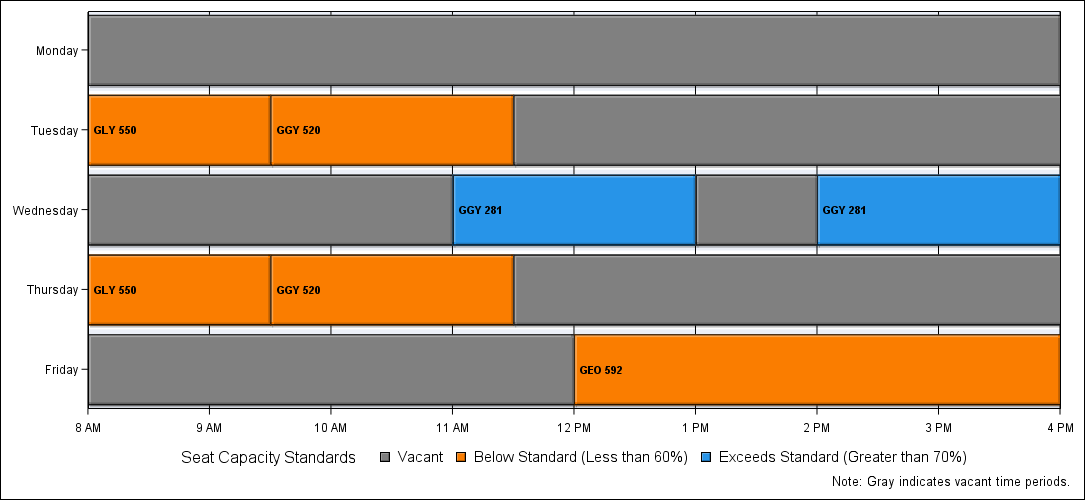 Monday
Tuesday
GLY 550
GGY 520
Wednesday
GGY 281
GGY 281
Thursday
GLY 550
GGY 520
Friday
GEO 592
8 AM 9 AM 10 AM 11 AM 12 PM 1 PM 2 PM 3 PM 4 PM
Seat Capacity Standards Vacant Below Standard (Less than 60%) Exceeds Standard (Greater than 70%)
Note: Gray indicates vacant time periods.